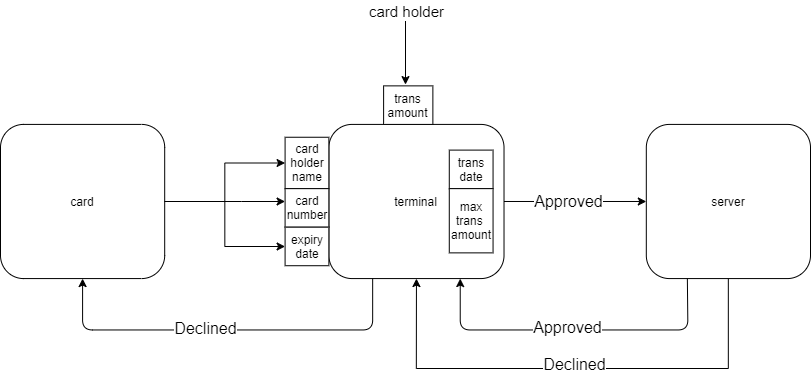 card holder
trans
amount
card
holder
name
card
number
expiry
date
card
terminal
trans
date
max
trans
amount
Approved
server
Declined
Approved
Declined